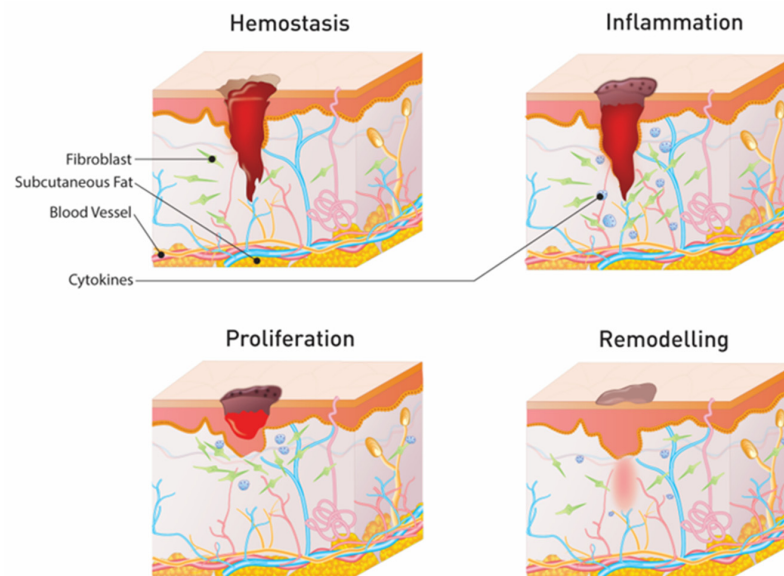 Hemostasis
Inflammation
Fibroblast
Subcutaneous Fat
Blood Vessel
Cytokines
Proliferation
Remodelling